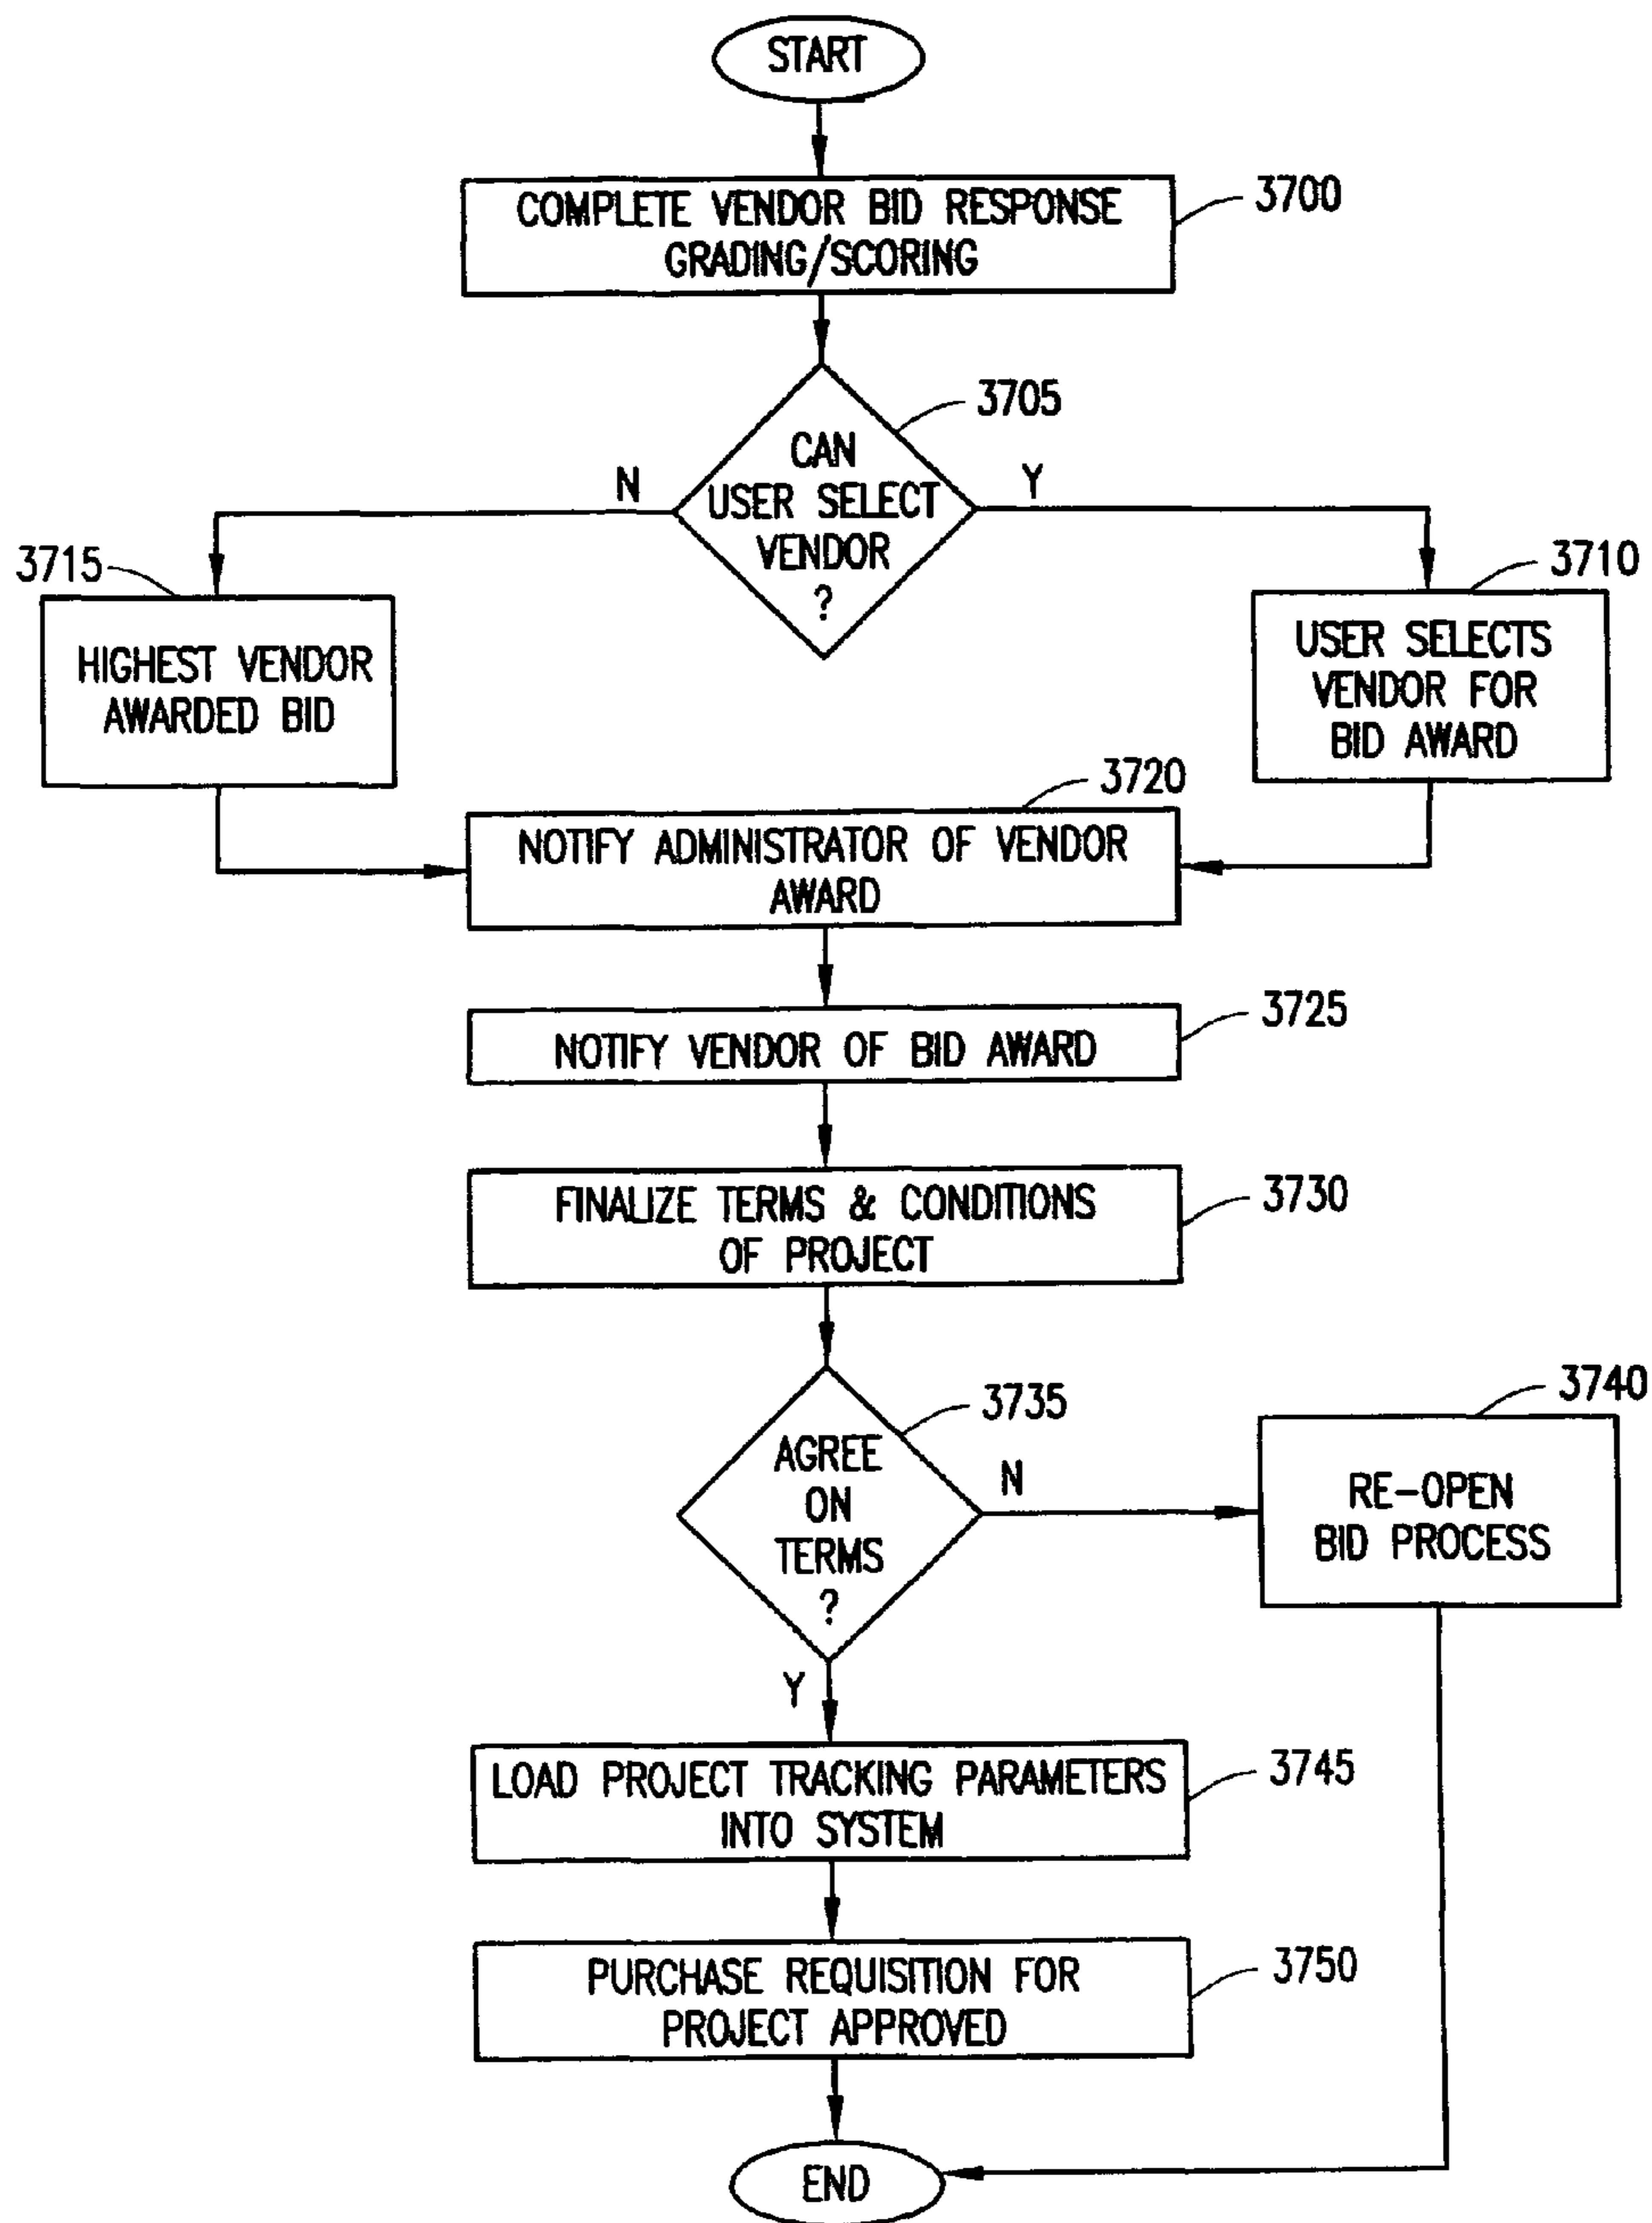 START
COMPLETE VENDOR BID RESPONSE
GRADING/SCORING
3700
3705
CAN
USER SELECT
VENDOR
?
N
Y
3715
HIGHEST VENDOR
AWARDED BID
3710
USER SELECTS
VENDOR FOR
BID AWARD
3720
NOTIFY ADMINISTRATOR OF VENDOR
AWARD
3725
NOTIFY VENDOR OF BID AWARD
3730
FINALIZE TERMS & CONDITIONS
OF PROJECT
3735
AGREE
ON
TERMS
?
N
3740
RE-OPEN
BID PROCESS
Y
3745
LOAD PROJECT TRACKING PARAMETERS
INTO SYSTEM
3750
PURCHASE REQUISITION FOR
PROJECT APPROVED
END